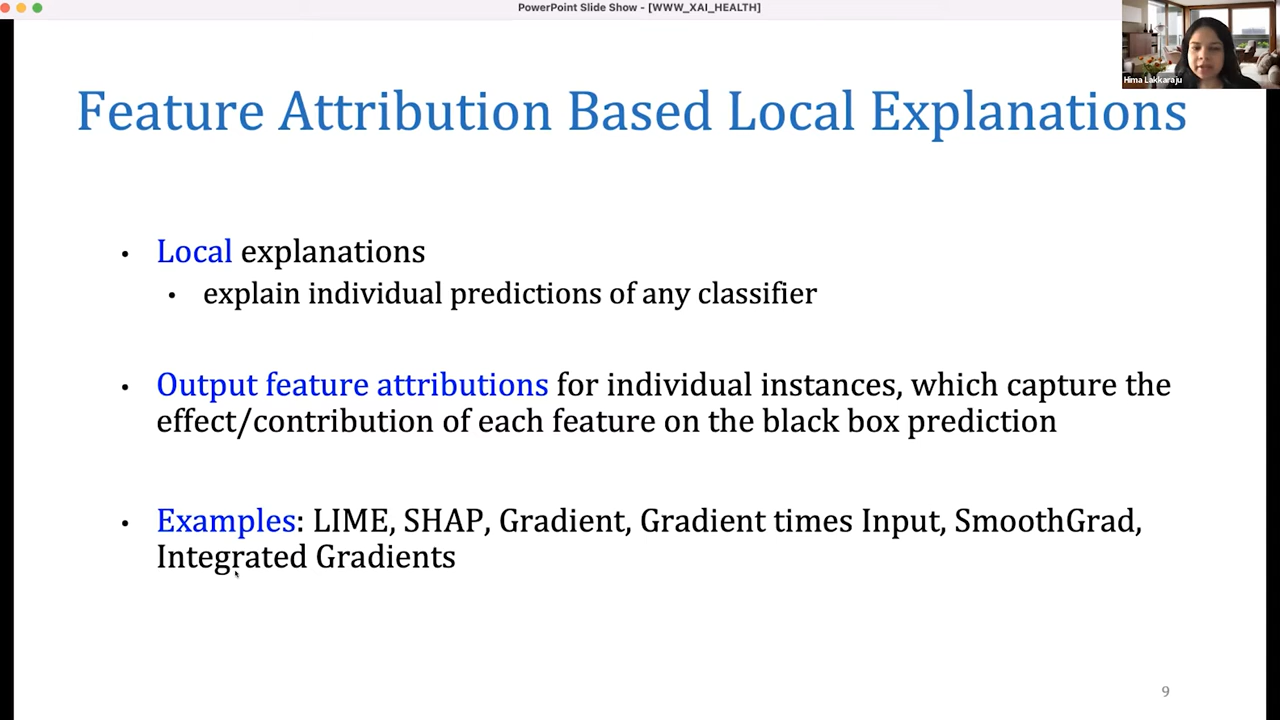 PowerPoint Slide Show - [WWW_XAI_HEALTH]
Hima Lakkaraju
Feature Attribution Based Local Explanations
• Local explanations
• explain individual predictions of any classifier
• Output feature attributions for individual instances, which capture the
effect/contribution of each feature on the black box prediction
• Examples: LIME, SHAP, Gradient, Gradient times Input, SmoothGrad,
Integrated Gradients
9